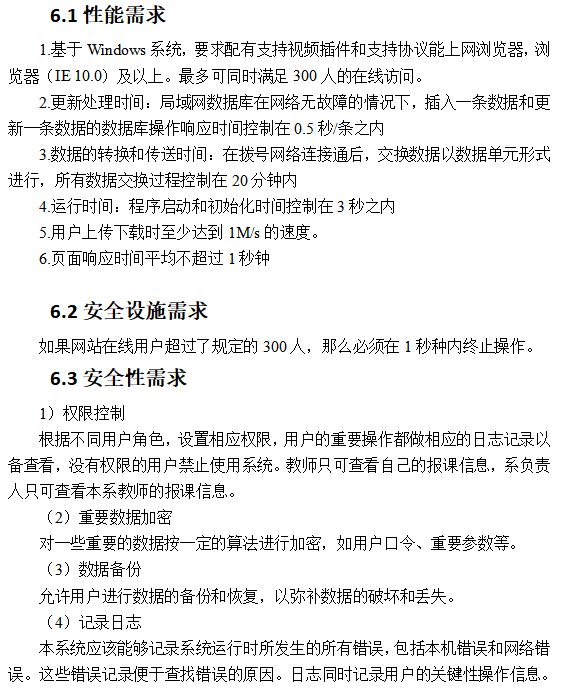 6.1 性能需求
1.基于 Windows 系统，要求配有支持视频插件和支持协议能上网浏览器，浏
览器（IE 10.0）及以上。最多可同时满足 300 人的在线访问。
2.更新处理时间：局域网数据库在网络无故障的情况下，插入一条数据和更
新一条数据的数据库操作响应时间控制在 0.5 秒/条之内
3.数据的转换和传送时间：在拨号网络连接通后，交换数据以数据单元形式
进行，所有数据交换过程控制在 20 分钟内
4.运行时间：程序启动和初始化时间控制在 3 秒之内
5.用户上传下载时至少达到 1M/s 的速度。
6.页面响应时间平均不超过 1 秒钟
6.2 安全设施需求
如果网站在线用户超过了规定的 300 人，那么必须在 1 秒种内终止操作。
6.3 安全性需求
1）权限控制
根据不同用户角色，设置相应权限，用户的重要操作都做相应的日志记录以
备查看，没有权限的用户禁止使用系统。教师只可查看自己的报课信息，系负责
人只可查看本系教师的报课信息。
（2）重要数据加密
对一些重要的数据按一定的算法进行加密，如用户口令、重要参数等。
（3）数据备份
允许用户进行数据的备份和恢复，以弥补数据的破坏和丢失。
（4）记录日志
本系统应该能够记录系统运行时所发生的所有错误，包括本机错误和网络错
误。这些错误记录便于查找错误的原因。日志同时记录用户的关键性操作信息。